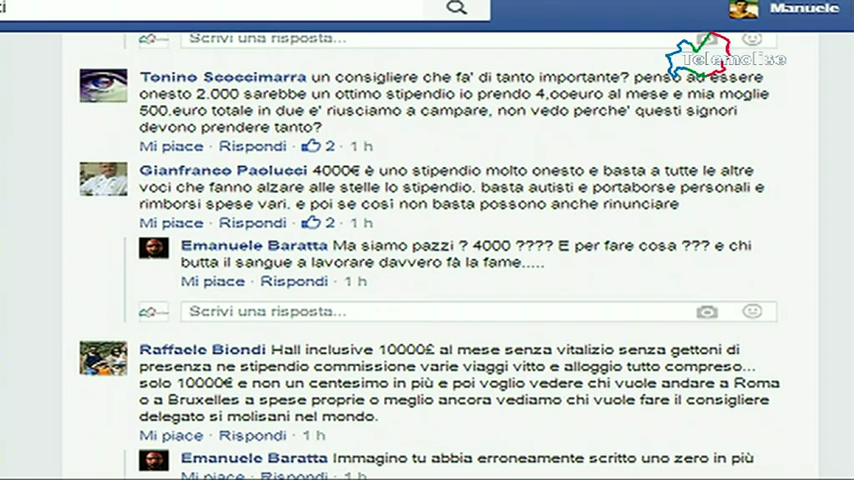 Manuele
Scrivi una risposta...
Telemolise
Tonino Scoccimarra un consigliere che fa' di tanto importante? penso ad essere
onesto 2.000 sarebbe un ottimo stipendio io prendo 4,ooeuro al mese e mia moglie
500.euro totale in due e' riusciamo a campare, non vedo perche' questi signori
devono prendere tanto?
Mi piace · Rispondi · 2 · 1 h
Gianfranco Paolucci 4000€ è uno stipendio molto onesto e basta a tutte le altre
voci che fanno alzare alle stelle lo stipendio. basta autisti e portaborse personali e
rimborsi spese vari. e poi se così non basta possono anche rinunciare
Mi piace · Rispondi · 2 · 1 h
Emanuele Baratta Ma siamo pazzi ? 4000 ???? E per fare cosa ??? e chi
butta il sangue a lavorare davvero fà la fame.....
Mi piace · Rispondi · 1 h
Scrivi una risposta...
Raffaele Biondi Hall inclusive 10000£ al mese senza vitalizio senza gettoni di
presenza ne stipendio commissione varie viaggi vitto e alloggio tutto compreso...
solo 10000€ e non un centesimo in più e poi voglio vedere chi vuole andare a Roma
o a Bruxelles a spese proprie o meglio ancora vediamo chi vuole fare il consigliere
delegato si molisani nel mondo.
Mi piace · Rispondi · 1 h
Emanuele Baratta Immagino tu abbia erroneamente scritto uno zero in più
Mi piace · Rispondi · 1 h